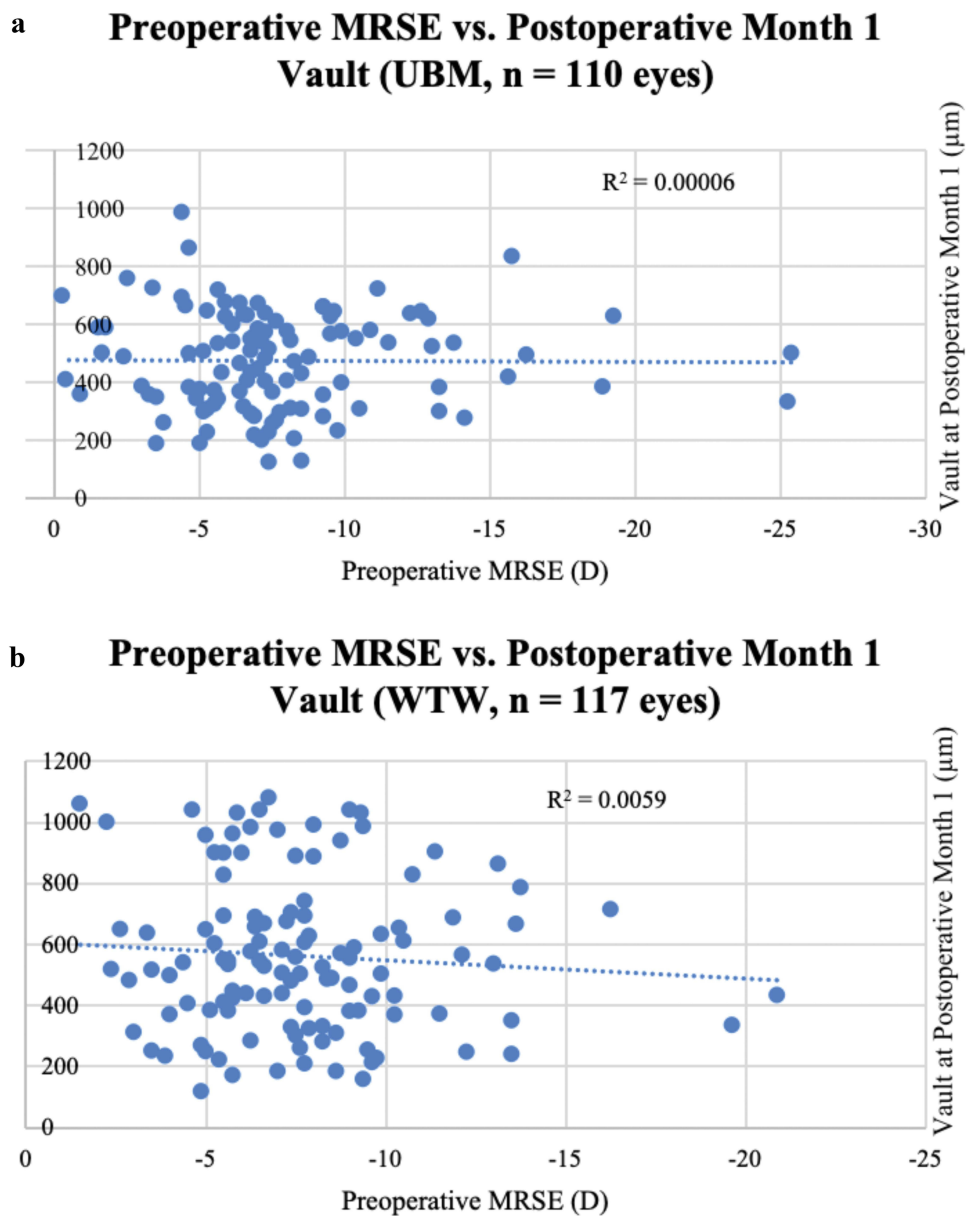 a
Preoperative MRSE vs. Postoperative Month 1
Vault (UBM, n = 110 eyes)
1200
1000
800
600
400
200
0
R² = 0.00006
Vault at Postoperative Month 1 (μm)
0 -5 -10 -15 -20 -25 -30
Preoperative MRSE (D)
b
Preoperative MRSE vs. Postoperative Month 1
Vault (WTW, n = 117 eyes)
1200
1000
800
600
400
200
0
R² = 0.0059
Vault at Postoperative Month 1 (μm)
0 -5 -10 -15 -20 -25
Preoperative MRSE (D)